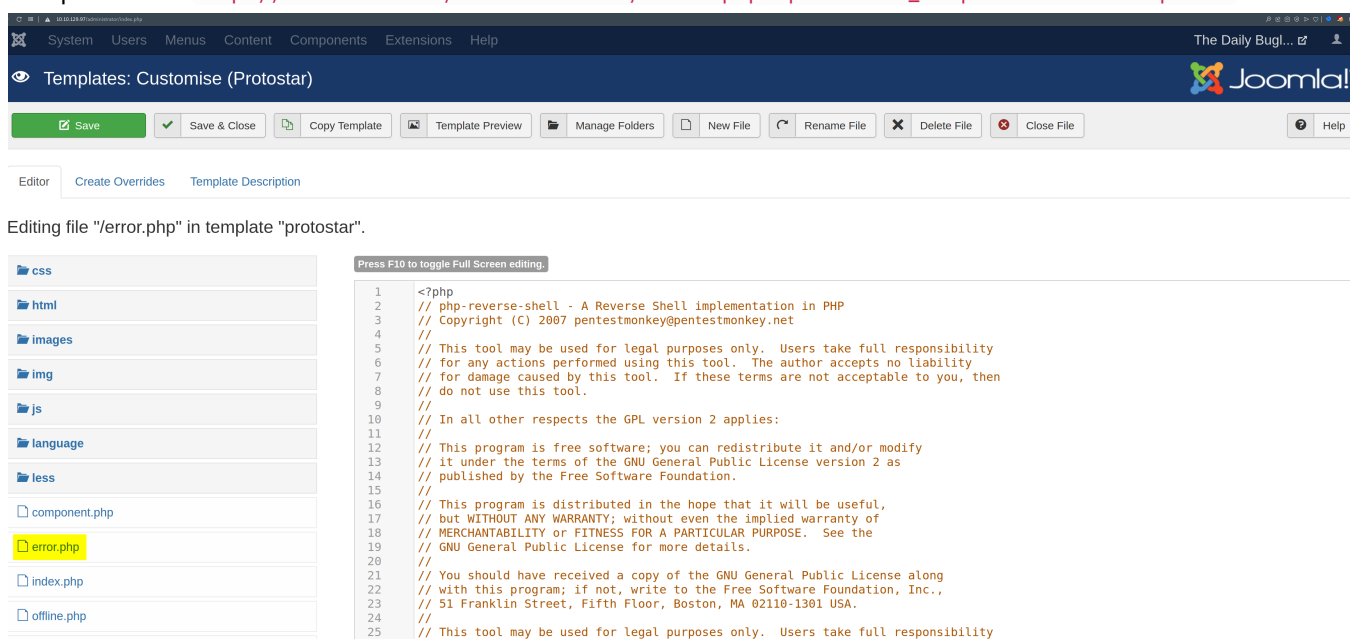 10.10.129.97/administrator/index.php
System Users Menus Content Components Extensions Help
The Daily Bugl...
Templates: Customise (Protostar)
Joomla!
Save
Save & Close
Copy Template
Template Preview
Manage Folders
New File
Rename File
Delete File
Close File
Help
Editor
Create Overrides
Template Description
Editing file "/error.php" in template "protostar".
css
html
images
img
js
language
less
component.php
error.php
index.php
offline.php
Press F10 to toggle Full Screen editing.
1 <?php
2 // php-reverse-shell - A Reverse Shell implementation in PHP
3 // Copyright (C) 2007 pentestmonkey@pentestmonkey.net
4 //
5 // This tool may be used for legal purposes only.  Users take full responsibility
6 // for any actions performed using this tool.  The author accepts no liability
7 // for damage caused by this tool.  If these terms are not acceptable to you, then
8 // do not use this tool.
9 //
10 // In all other respects the GPL version 2 applies:
11 //
12 // This program is free software; you can redistribute it and/or modify
13 // it under the terms of the GNU General Public License version 2 as
14 // published by the Free Software Foundation.
15 //
16 // This program is distributed in the hope that it will be useful,
17 // but WITHOUT ANY WARRANTY; without even the implied warranty of
18 // MERCHANTABILITY or FITNESS FOR A PARTICULAR PURPOSE.  See the
19 // GNU General Public License for more details.
20 //
21 // You should have received a copy of the GNU General Public License along
22 // with this program; if not, write to the Free Software Foundation, Inc.,
23 // 51 Franklin Street, Fifth Floor, Boston, MA 02110-1301 USA.
24 //
25 // This tool may be used for legal purposes only.  Users take full responsibility